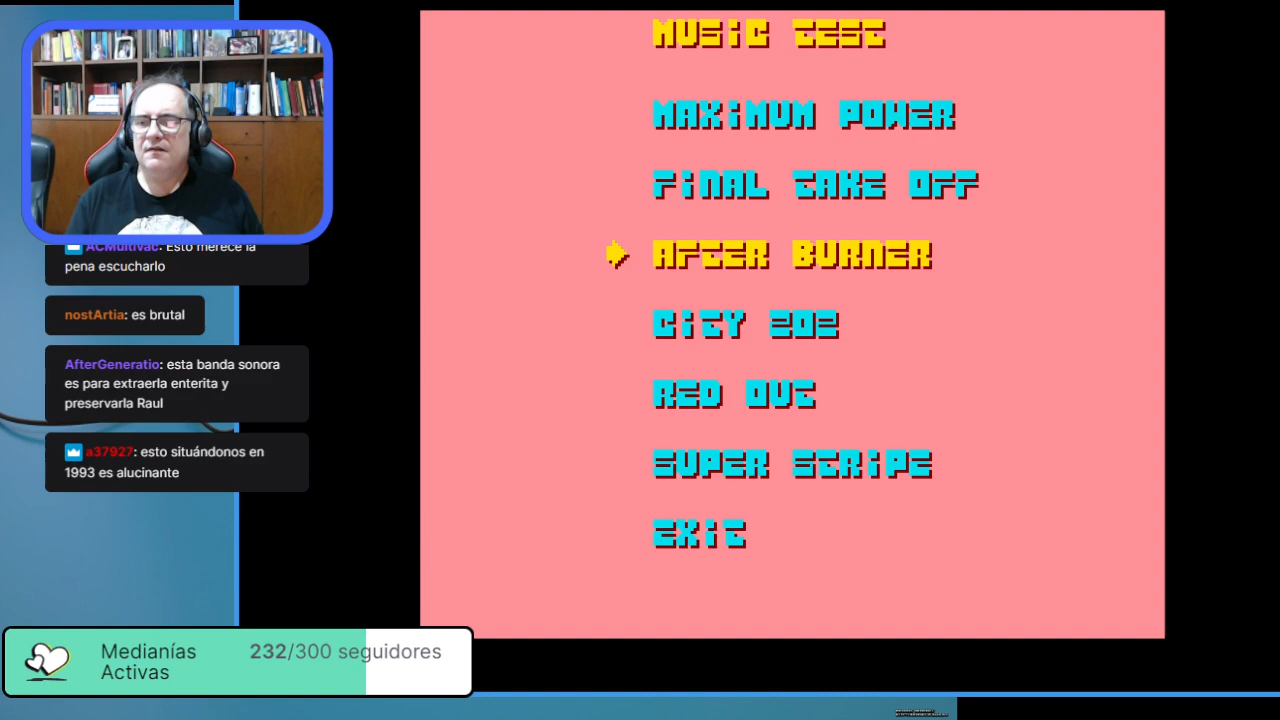 MUSIC TEST
MAXIMUM POWER
FINAL TAKE OFF
AFTER BURNER
CITY 202
RED OUT
SUPER STRIPE
EXIT
ACMultivac: Esto merece la
pena escucharlo
nostArtia: es brutal
AfterGeneratio: esta banda sonora
es para extraerla enterita y
preservarla Raul
a37927: esto situándonos en
1993 es alucinante
Medianías
Activas
232/300 seguidores